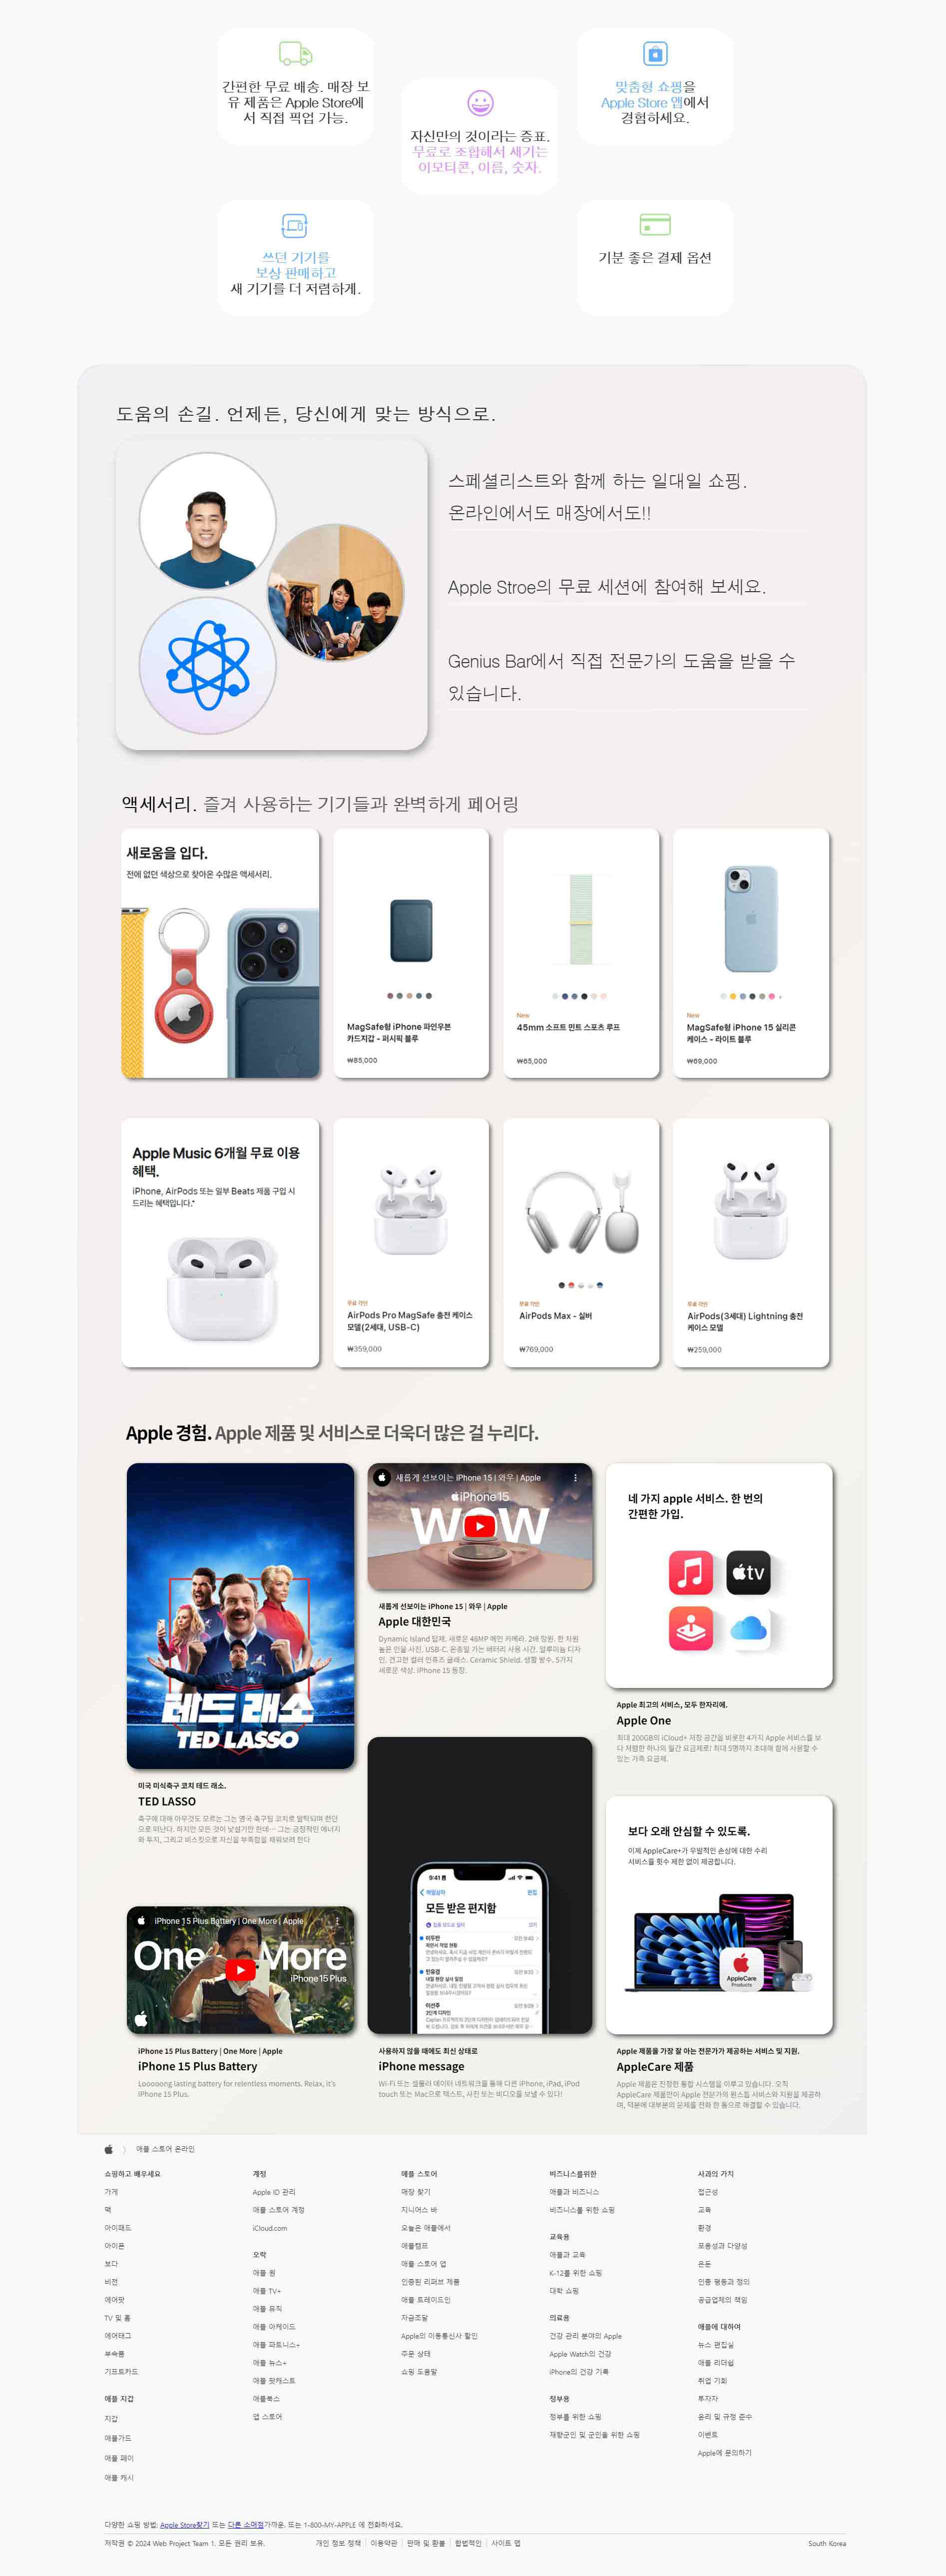 간편한 무료 배송. 매장 보
유 제품은 Apple Store에
서 직접 픽업 가능.
자신만의 것이라는 증표.
무료로 조합해서 새기는
이모티콘, 이름, 숫자.
맞춤형 쇼핑을
Apple Store 앱에서
경험하세요.
쓰던 기기를
보상 판매하고
새 기기를 더 저렴하게.
기분 좋은 결제 옵션
도움의 손길. 언제든, 당신에게 맞는 방식으로.
스페셜리스트와 함께 하는 일대일 쇼핑.
온라인에서도 매장에서도!!
Apple Stroe의 무료 세션에 참여해 보세요.
Genius Bar에서 직접 전문가의 도움을 받을 수
있습니다.
액세서리. 즐겨 사용하는 기기들과 완벽하게 페어링
새로움을 입다.
전에 없던 색상으로 찾아온 수많은 액세서리.
MagSafe형 iPhone 파인우븐
카드지갑 - 퍼시픽 블루
₩85,000
New
45mm 소프트 민트 스포츠 루프
₩65,000
New
MagSafe형 iPhone 15 실리콘
케이스 - 라이트 블루
₩69,000
Apple Music 6개월 무료 이용
혜택.
iPhone, AirPods 또는 일부 Beats 제품 구입 시
드리는 혜택입니다.*
무료 각인
AirPods Pro MagSafe 충전 케이스
모델(2세대, USB-C)
₩359,000
무료 각인
AirPods Max - 실버
₩769,000
무료 각인
AirPods(3세대) Lightning 충전
케이스 모델
₩259,000
Apple 경험. Apple 제품 및 서비스로 더욱더 많은 걸 누리다.
테드 래소
TED LASSO
미국 미식축구 코치 테드 래소.
TED LASSO
축구에 대해 아무것도 모르는 그는 영국 축구팀 코치로 발탁되며 런던
으로 떠난다. 하지만 모든 것이 낯설기만 한데… 그는 긍정적인 에너지
와 투지, 그리고 비스킷으로 자신의 부족함을 채워보려 한다
iPhone 15 Plus Battery | One More | Apple
One More
iPhone 15 Plus
iPhone 15 Plus Battery | One More | Apple
iPhone 15 Plus Battery
Looooong lasting battery for relentless moments. Relax, it's
iPhone 15 Plus.
새롭게 선보이는 iPhone 15 | 와우 | Apple
iPhone 15
WOW
새롭게 선보이는 iPhone 15 | 와우 | Apple
Apple 대한민국
Dynamic Island 탑재. 새로운 48MP 메인 카메라. 2배 망원. 한 차원
높은 인물 사진. USB-C. 온종일 가는 배터리 사용 시간. 알루미늄 디자
인. 견고한 컬러 인퓨즈 글래스. Ceramic Shield. 생활 방수. 5가지
새로운 색상. iPhone 15 등장.
9:41
메일상자
편집
모든 받은 편지함
이두한
민유경
이선주
사용하지 않을 때에도 최신 상태로
iPhone message
Wi-Fi 또는 셀룰러 데이터 네트워크를 통해 다른 iPhone, iPad, iPod
touch 또는 Mac으로 텍스트, 사진 또는 비디오를 보낼 수 있다!
네 가지 apple 서비스. 한 번의
간편한 가입.
tv
Apple 최고의 서비스, 모두 한자리에.
Apple One
최대 200GB의 iCloud+ 저장 공간을 비롯한 4가지 Apple 서비스를 보
다 저렴한 하나의 월간 요금제로! 최대 5명까지 초대해 함께 사용할 수
있는 가족 요금제.
보다 오래 안심할 수 있도록.
이제 AppleCare+가 우발적인 손상에 대한 수리
서비스를 횟수 제한 없이 제공합니다.
AppleCare
Products
Apple 제품을 가장 잘 아는 전문가가 제공하는 서비스 및 지원.
AppleCare 제품
Apple 제품은 진정한 통합 시스템을 이루고 있습니다. 오직
AppleCare 제품만이 Apple 전문가의 원스톱 서비스와 지원을 제공하
며, 덕분에 대부분의 문제를 전화 한 통으로 해결할 수 있습니다.
애플 스토어 온라인
쇼핑하고 배우세요
가게
맥
아이패드
아이폰
보다
비전
에어팟
TV 및 홈
에어태그
부속품
기프트카드
애플 지갑
지갑
애플카드
애플 페이
애플 캐시
계정
Apple ID 관리
애플 스토어 계정
iCloud.com
오락
애플 원
애플 TV+
애플 뮤직
애플 아케이드
애플 피트니스+
애플 뉴스+
애플 팟캐스트
애플북스
앱 스토어
애플 스토어
매장 찾기
지니어스 바
오늘은 애플에서
애플캠프
애플 스토어 앱
인증된 리퍼브 제품
애플 트레이드인
자금조달
Apple의 이동통신사 할인
주문 상태
쇼핑 도움말
비즈니스를위한
애플과 비즈니스
비즈니스를 위한 쇼핑
교육용
애플과 교육
K-12를 위한 쇼핑
대학 쇼핑
의료용
건강 관리 분야의 Apple
Apple Watch의 건강
iPhone의 건강 기록
정부용
정부를 위한 쇼핑
재향군인 및 군인을 위한 쇼핑
사과의 가치
접근성
교육
환경
포용성과 다양성
은둔
인종 평등과 정의
공급업체의 책임
애플에 대하여
뉴스 편집실
애플 리더쉽
취업 기회
투자자
윤리 및 규정 준수
이벤트
Apple에 문의하기
다양한 쇼핑 방법: Apple Store찾기 또는 다른 소매점가까운. 또는 1-800-MY-APPLE 에 전화하세요.
저작권 © 2024 Web Project Team 1. 모든 권리 보유.
개인 정보 정책 | 이용약관 | 판매 및 환불 | 합법적인 | 사이트 맵
South Korea